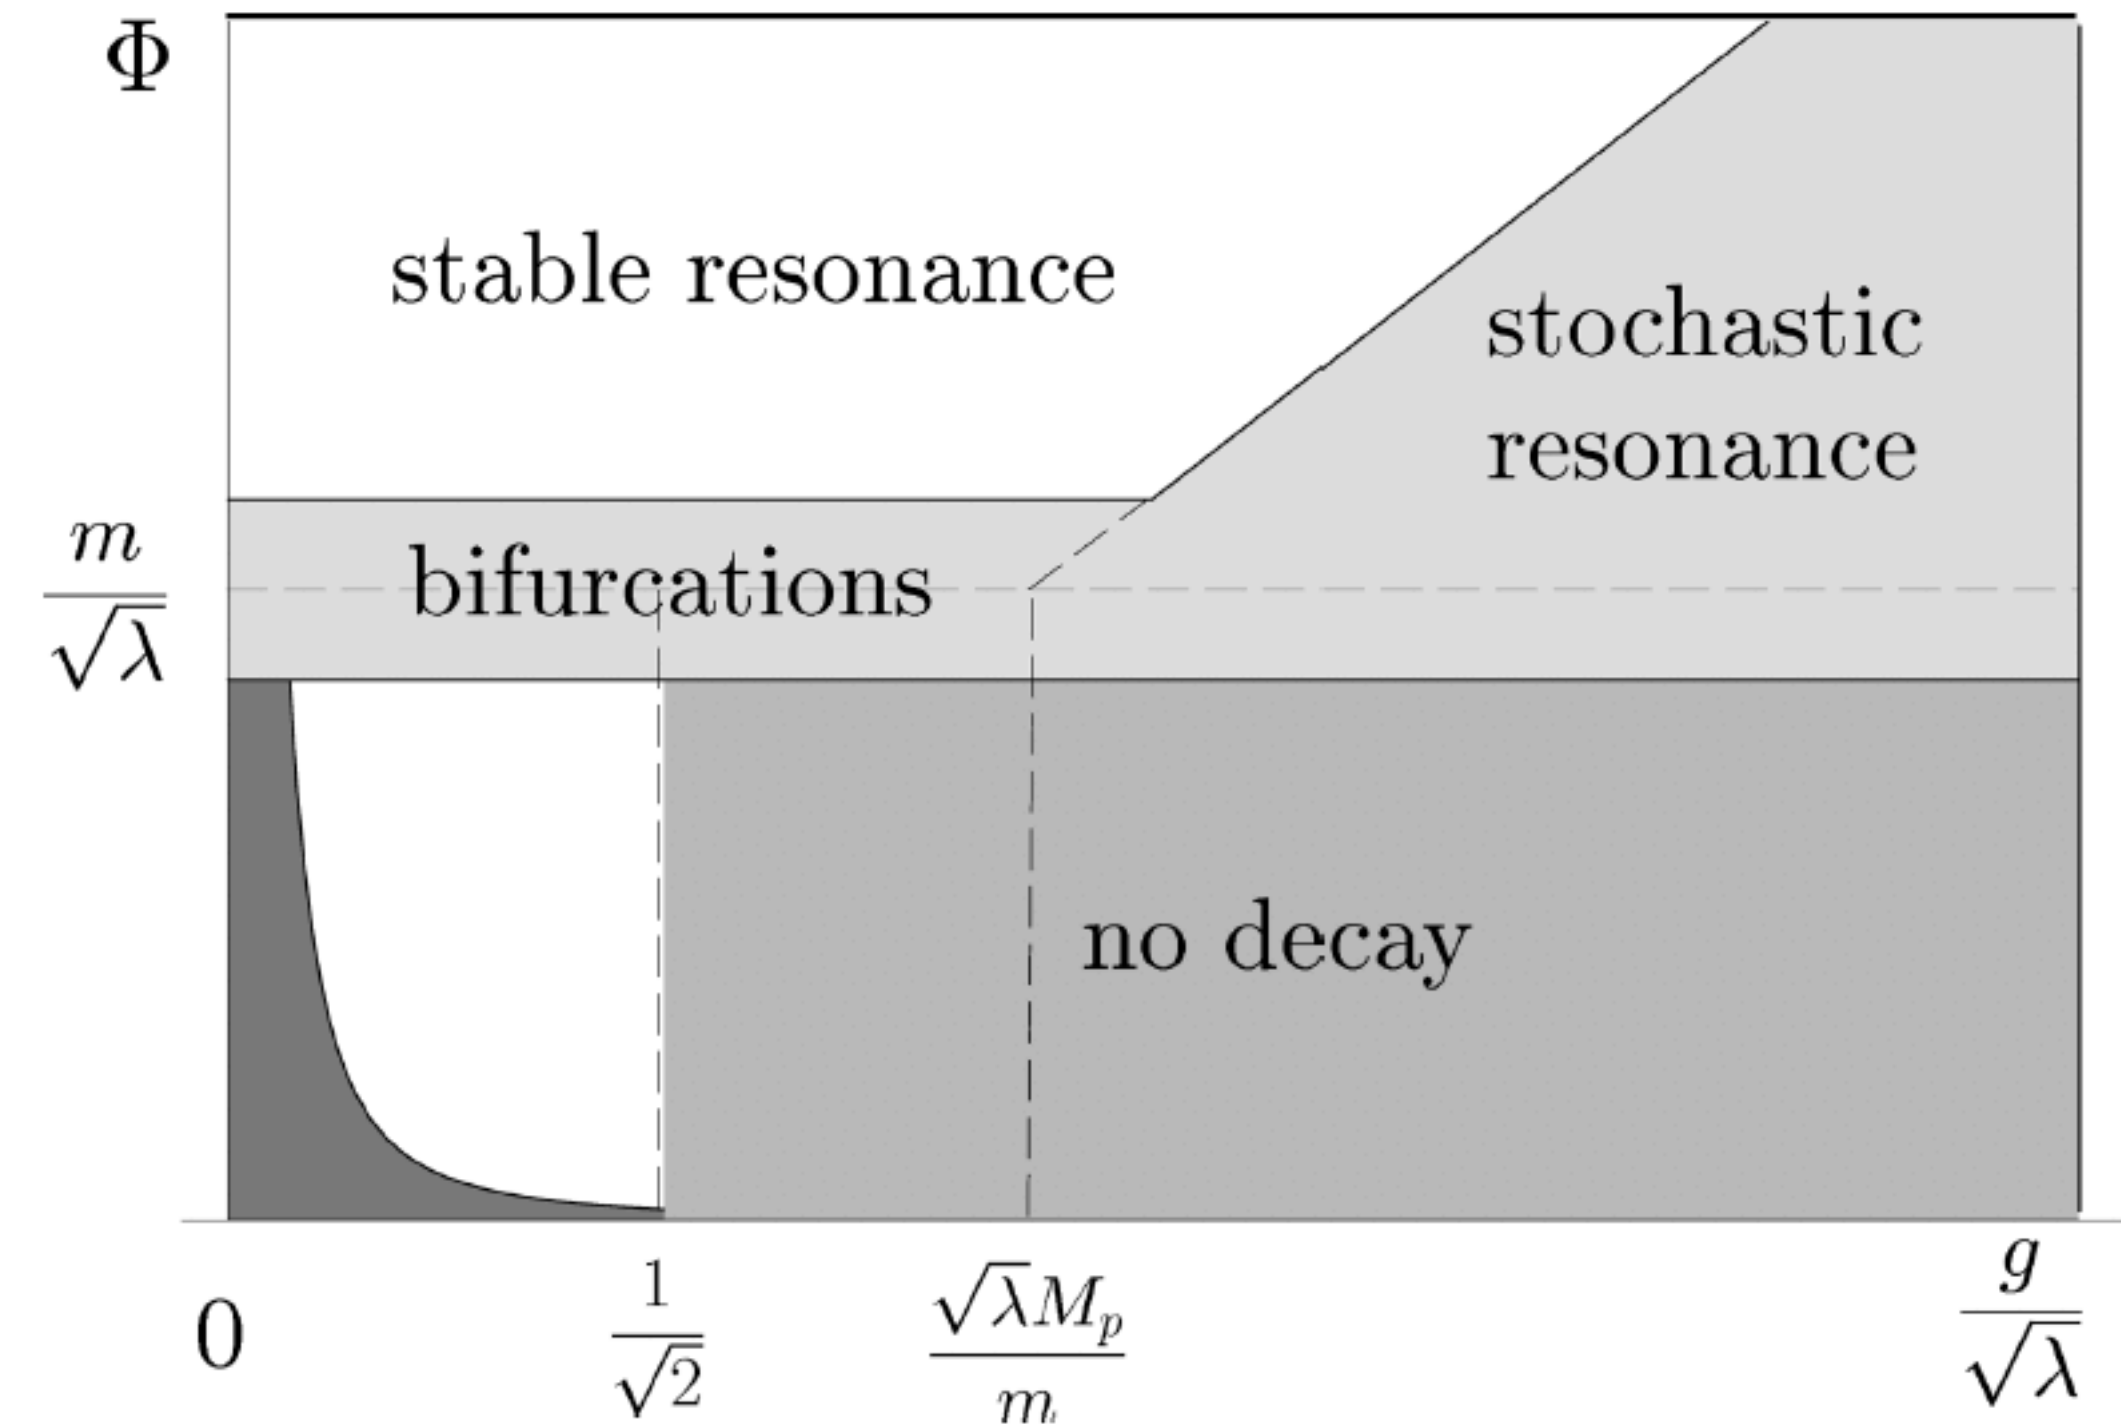 Φ
stable resonance
stochastic
resonance
m
√λ
bifurcations
no decay
0
1
√2
√λM_p
m
g
√λ